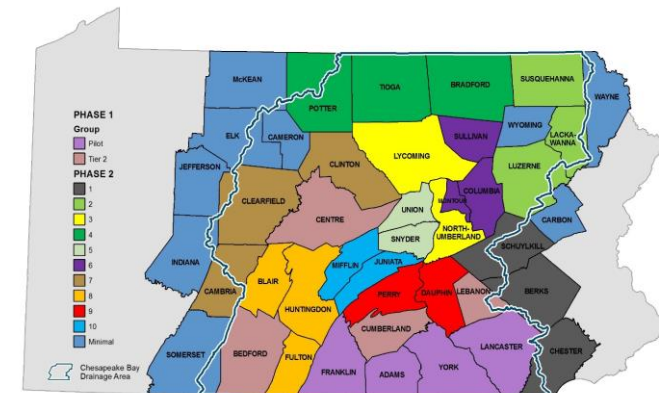 McKEAN
POTTER
TIOGA
BRADFORD
SUSQUEHANNA
WAYNE
PHASE 1
Group
Pilot
Tier 2
PHASE 2
1
2
3
4
5
6
7
8
9
10
Minimal
Chesapeake Bay
Drainage Area
ELK
CAMERON
SULLIVAN
WYOMING
LACKA-
WANNA
JEFFERSON
CLINTON
LYCOMING
LUZERNE
CLEARFIELD
CENTRE
UNION
MONTOUR
COLUMBIA
CARBON
SNYDER
NORTH-
UMBERLAND
SCHUYLKILL
INDIANA
CAMBRIA
BLAIR
MIFFLIN
JUNIATA
HUNTINGDON
PERRY
DAUPHIN
LEBANON
BERKS
SOMERSET
BEDFORD
FULTON
CUMBERLAND
FRANKLIN
ADAMS
YORK
LANCASTER
CHESTER